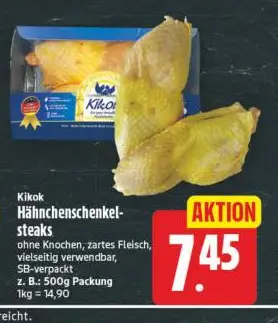 Kikok
Kikok
Hähnchenschenkel-
steaks
ohne Knochen, zartes Fleisch,
vielseitig verwendbar,
SB-verpackt
z. B.: 500g Packung
1kg = 14,90
AKTION
7.45
reicht.